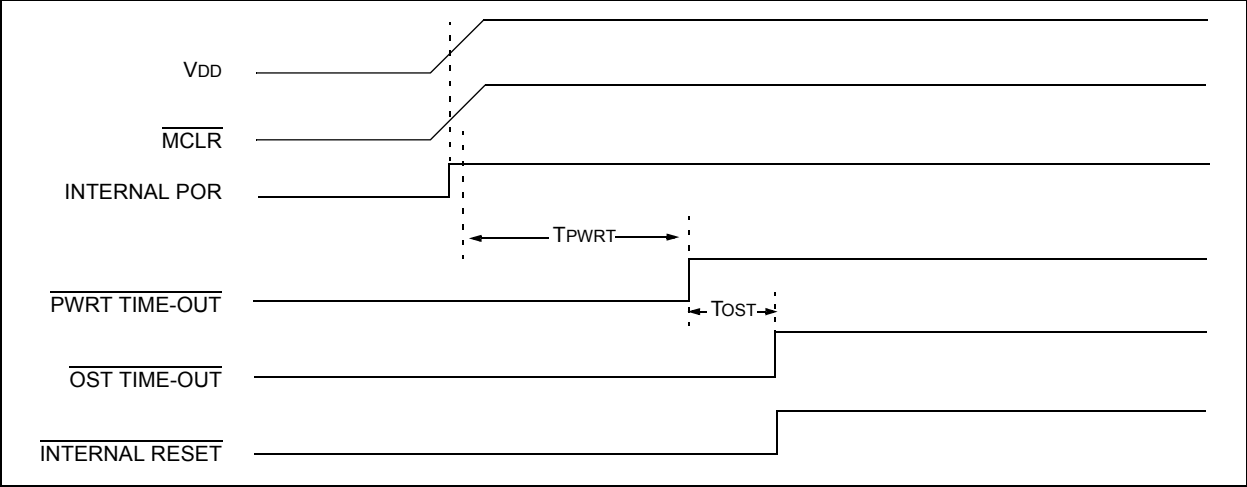 VDD
MCLR
INTERNAL POR
TPWRT
PWRT TIME-OUT
TOST
OST TIME-OUT
INTERNAL RESET